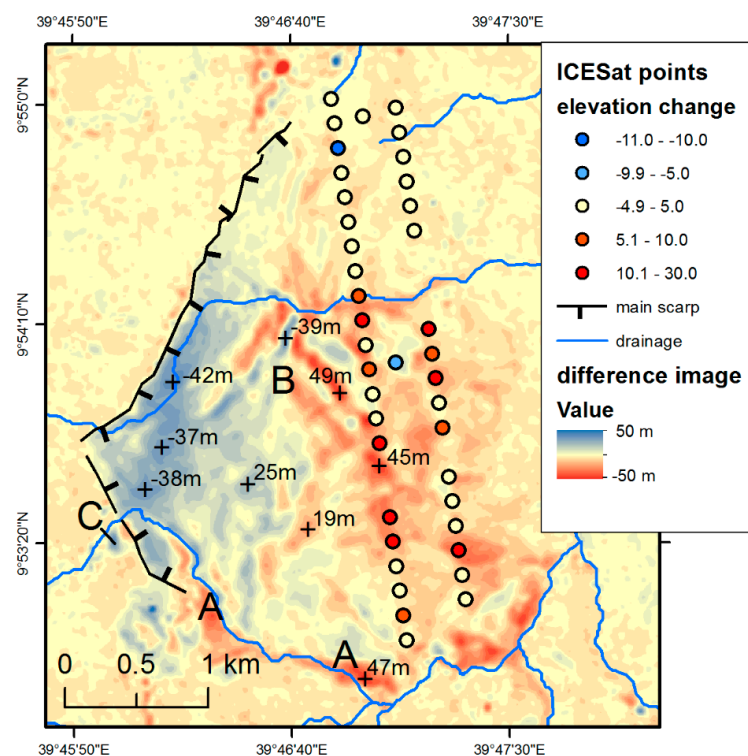 39°45'50"E
39°46'40"E
39°47'30"E
9°55'0"N
9°54'10"N
9°53'20"N
ICESat points
elevation change
-11.0 - -10.0
-9.9 - -5.0
-4.9 - 5.0
5.1 - 10.0
10.1 - 30.0
main scarp
drainage
difference image
Value
50 m
-50 m
-39m
-42m
B
49m
-37m
45m
-38m
25m
C
19m
A
A
47m
0 0.5 1 km
39°45'50"E
39°46'40"E
39°47'30"E